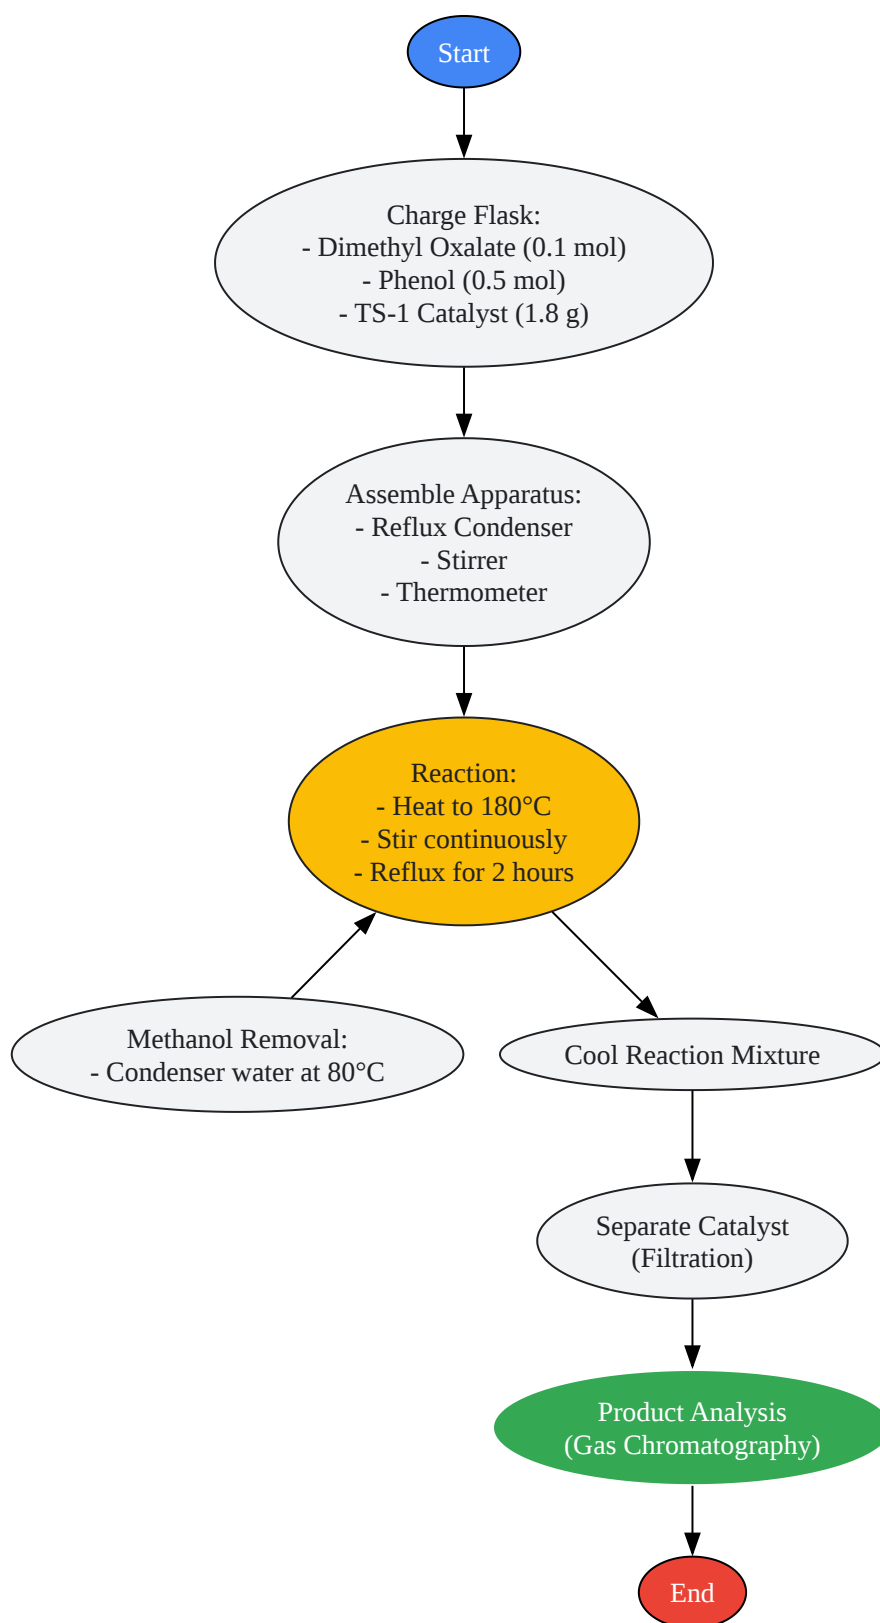 Start
Charge Flask:
- Dimethyl Oxalate (0.1 mol)
- Phenol (0.5 mol)
- TS-1 Catalyst (1.8 g)
Assemble Apparatus:
- Reflux Condenser
- Stirrer
- Thermometer
Reaction:
- Heat to 180°C
- Stir continuously
- Reflux for 2 hours
Methanol Removal:
- Condenser water at 80°C
Cool Reaction Mixture
Separate Catalyst
(Filtration)
Product Analysis
(Gas Chromatography)
End